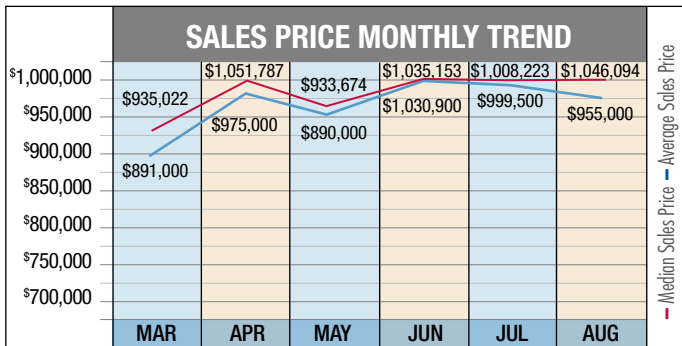 SALES PRICE MONTHLY TREND
$1,000,000
$950,000
$900,000
$850,000
$800,000
$750,000
$700,000
$935,022
$1,051,787
$933,674
$1,035,153
$1,008,223
$1,046,094
$891,000
$975,000
$890,000
$1,030,900
$999,500
$955,000
MAR
APR
MAY
JUN
JUL
AUG
Median Sales Price
Average Sales Price